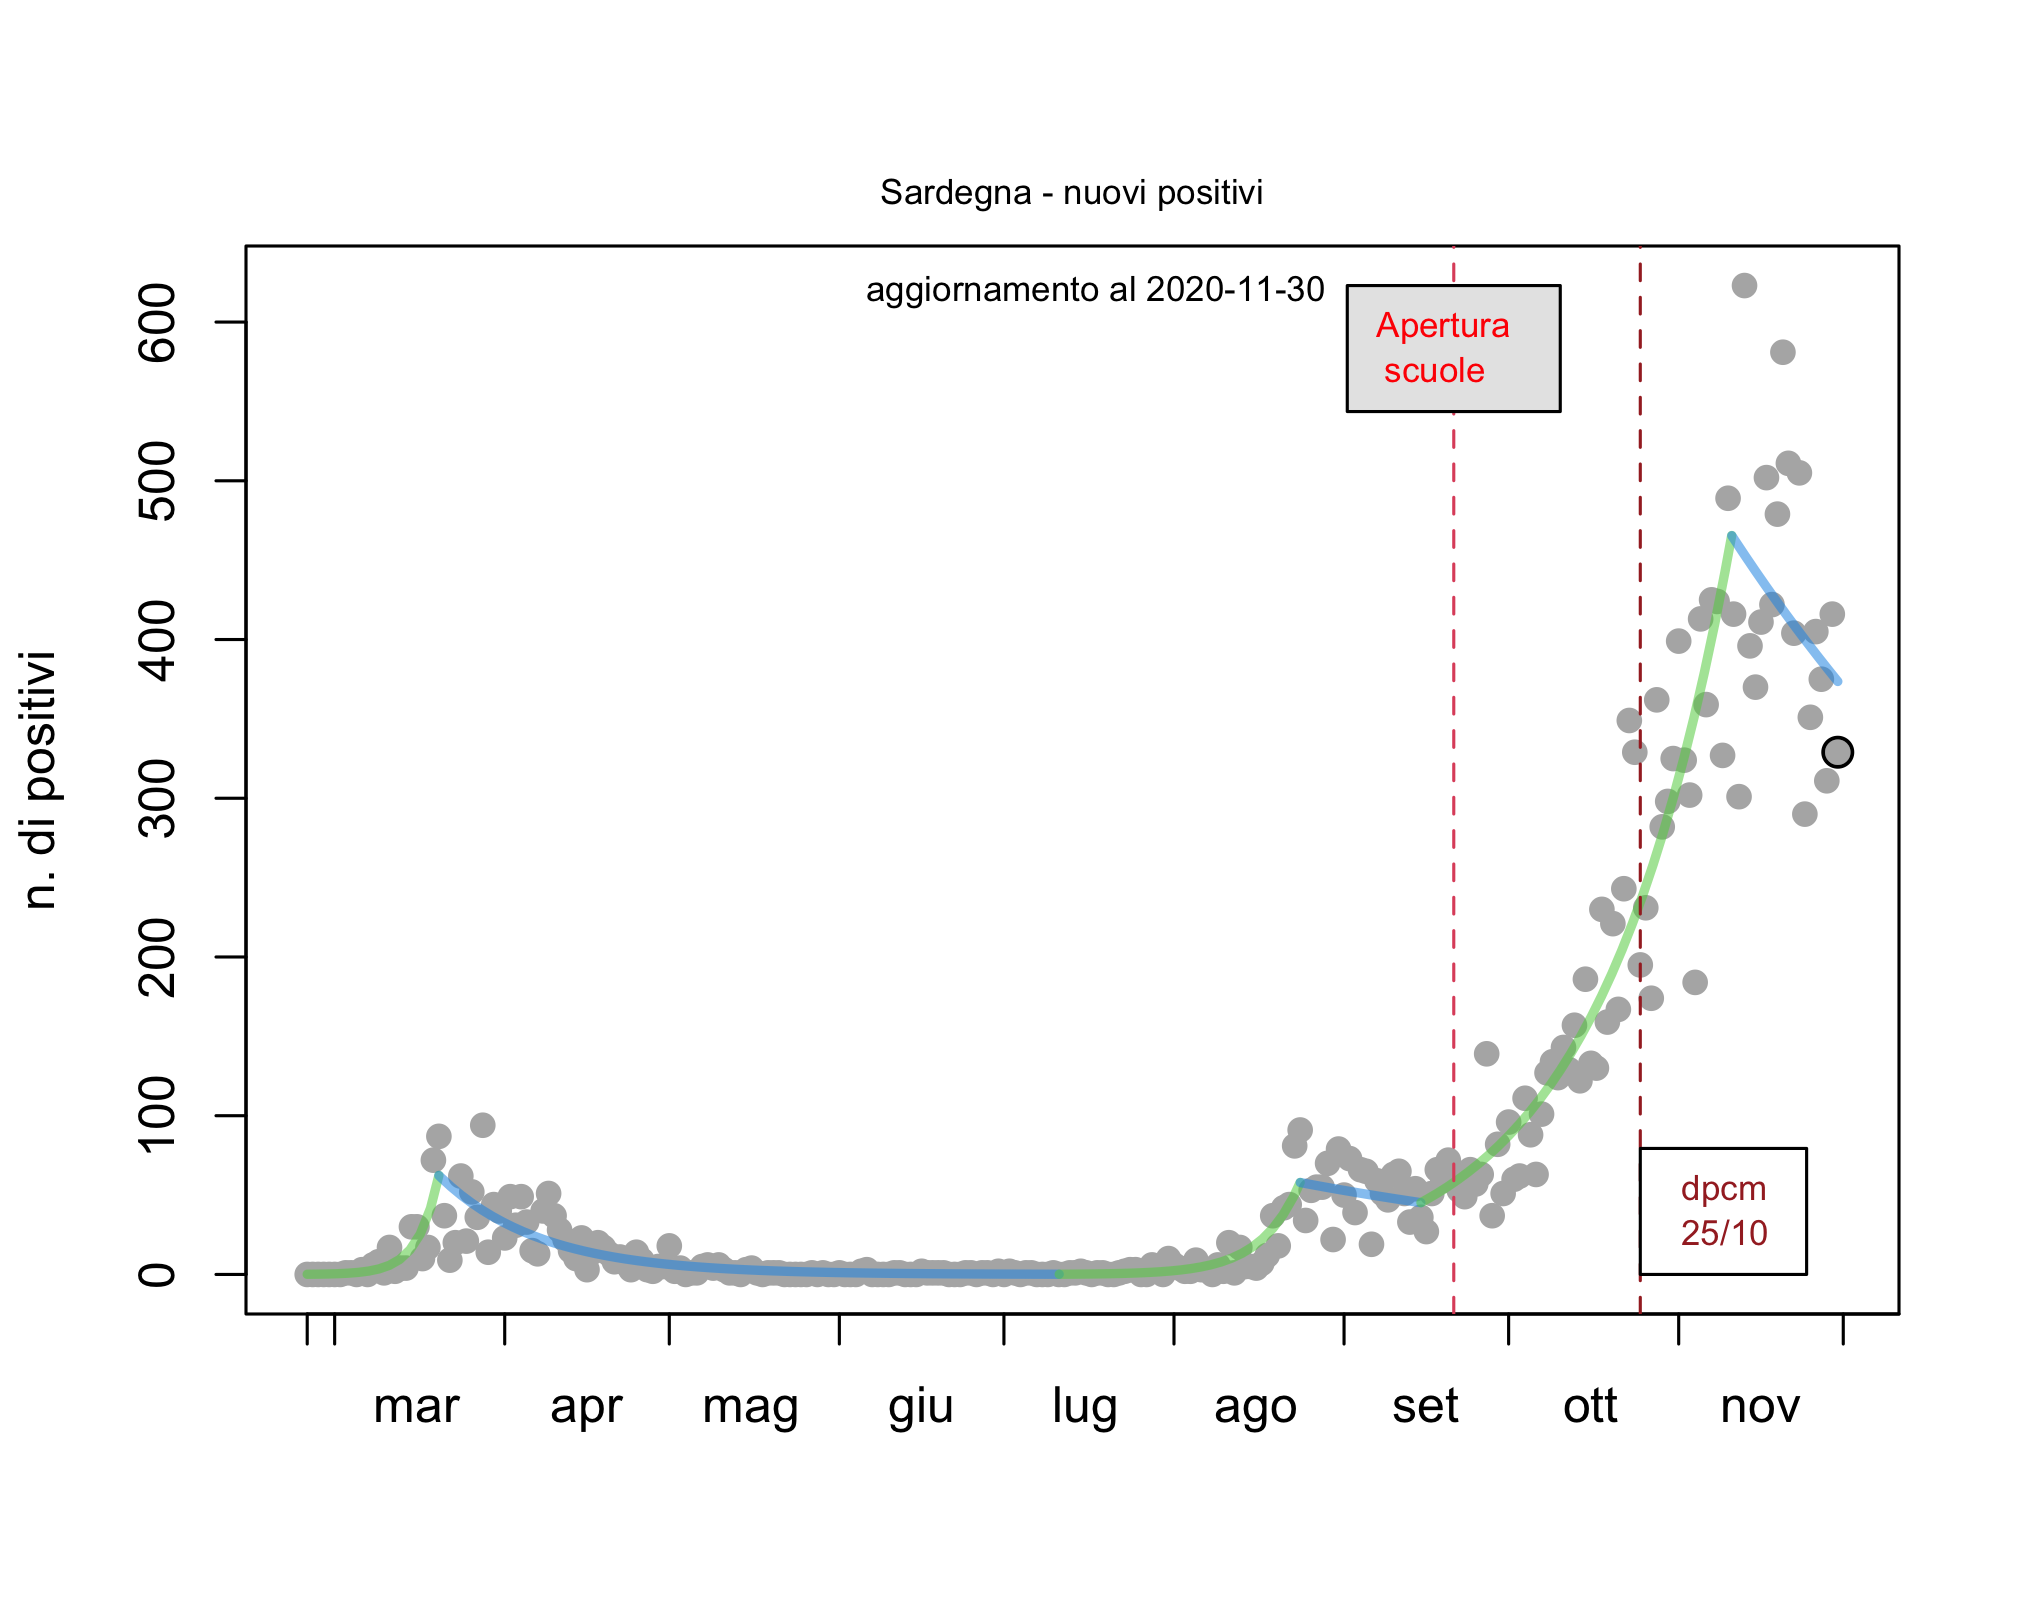 Sardegna - nuovi positivi
aggiornamento al 2020-11-30
Apertura
scuole
600
500
400
300
200
100
0
n. di positivi
dpcm
25/10
mar apr mag giu lug ago set ott nov